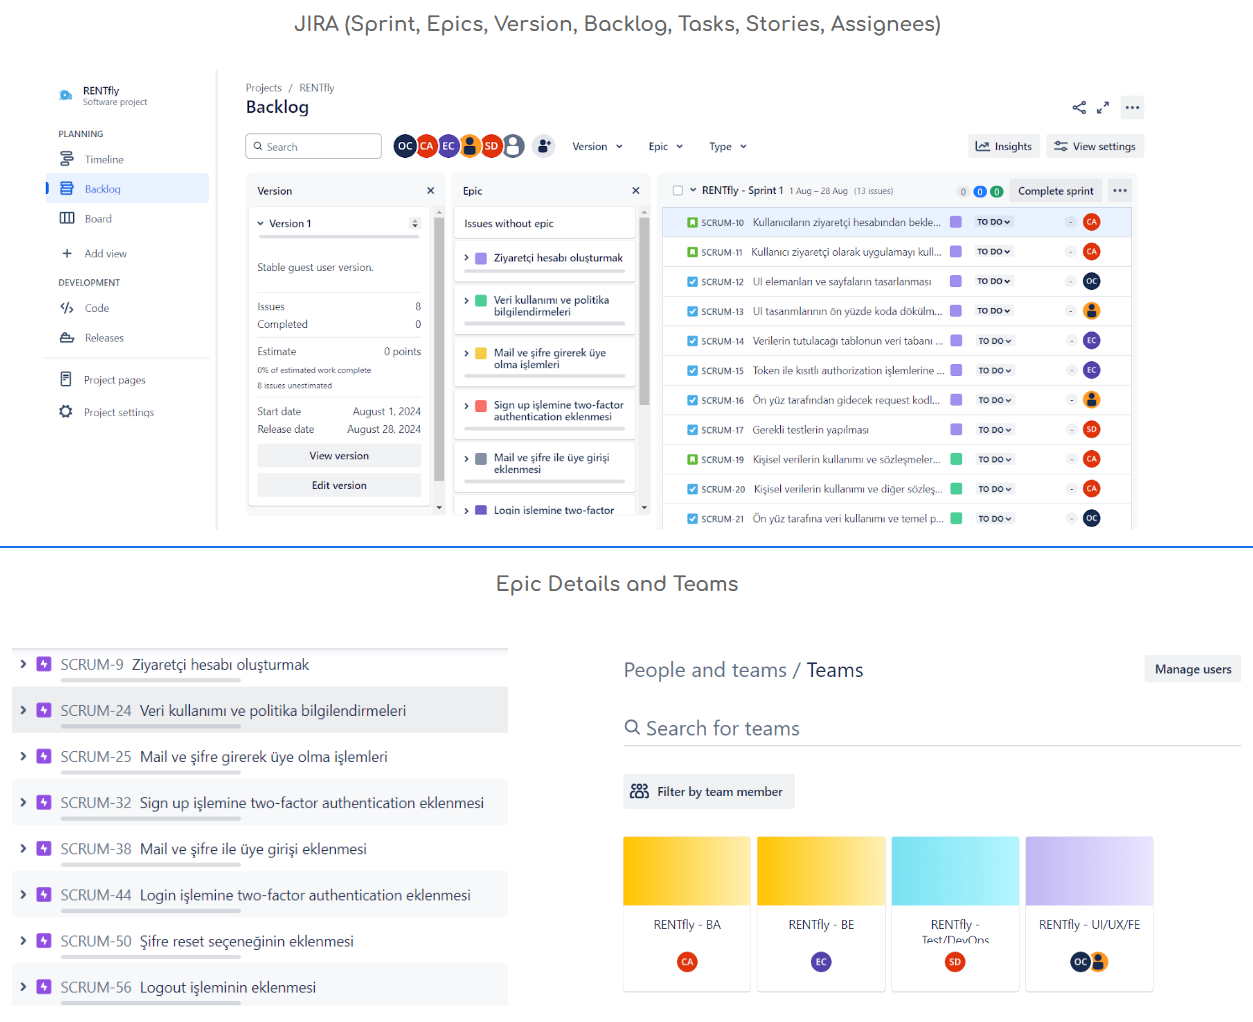 JIRA (Sprint, Epics, Version, Backlog, Tasks, Stories, Assignees)
RENTfly
Software project
PLANNING
Timeline
Backlog
Board
Add view
DEVELOPMENT
Code
Releases
Project pages
Project settings
Projects / RENTfly
Backlog
Search
OC CA EC SD
Version
Epic
Type
Insights
View settings
Version
Version 1
Stable guest user version.
Issues 8
Completed 0
Estimate 0 points
0% of estimated work complete
8 issues unestimated
Start date August 1, 2024
Release date August 28, 2024
View version
Edit version
Epic
Issues without epic
Ziyaretçi hesabı oluşturmak
Veri kullanımı ve politika
bilgilendirmeleri
Mail ve şifre girerek üye
olma işlemleri
Sign up işlemine two-factor
authentication eklenmesi
Mail ve şifre ile üye girişi
eklenmesi
Login işlemine two-factor
RENTfly - Sprint 1 1 Aug – 28 Aug (13 issues) 0 0 0 Complete sprint
SCRUM-10 Kullanıcıların ziyaretçi hesabından bekle... TO DO - CA
SCRUM-11 Kullanıcı ziyaretçi olarak uygulamayı kull... TO DO - CA
SCRUM-12 UI elemanları ve sayfaların tasarlanması TO DO - OC
SCRUM-13 UI tasarımlarının ön yüzde koda dökülm... TO DO -
SCRUM-14 Verilerin tutulacağı tablonun veri tabanı ... TO DO - EC
SCRUM-15 Token ile kısıtlı authorization işlemlerine ... TO DO - EC
SCRUM-16 Ön yüz tarafından gidecek request kodl... TO DO -
SCRUM-17 Gerekli testlerin yapılması TO DO - SD
SCRUM-19 Kişisel verilerin kullanımı ve sözleşmeler... TO DO - CA
SCRUM-20 Kişisel verilerin kullanımı ve diğer sözleş... TO DO - CA
SCRUM-21 Ön yüz tarafına veri kullanımı ve temel p... TO DO - OC
Epic Details and Teams
SCRUM-9 Ziyaretçi hesabı oluşturmak
SCRUM-24 Veri kullanımı ve politika bilgilendirmeleri
SCRUM-25 Mail ve şifre girerek üye olma işlemleri
SCRUM-32 Sign up işlemine two-factor authentication eklenmesi
SCRUM-38 Mail ve şifre ile üye girişi eklenmesi
SCRUM-44 Login işlemine two-factor authentication eklenmesi
SCRUM-50 Şifre reset seçeneğinin eklenmesi
SCRUM-56 Logout işleminin eklenmesi
People and teams / Teams
Manage users
Search for teams
Filter by team member
RENTfly - BA
CA
RENTfly - BE
EC
RENTfly -
Test/DevOps
SD
RENTfly - UI/UX/FE
OC